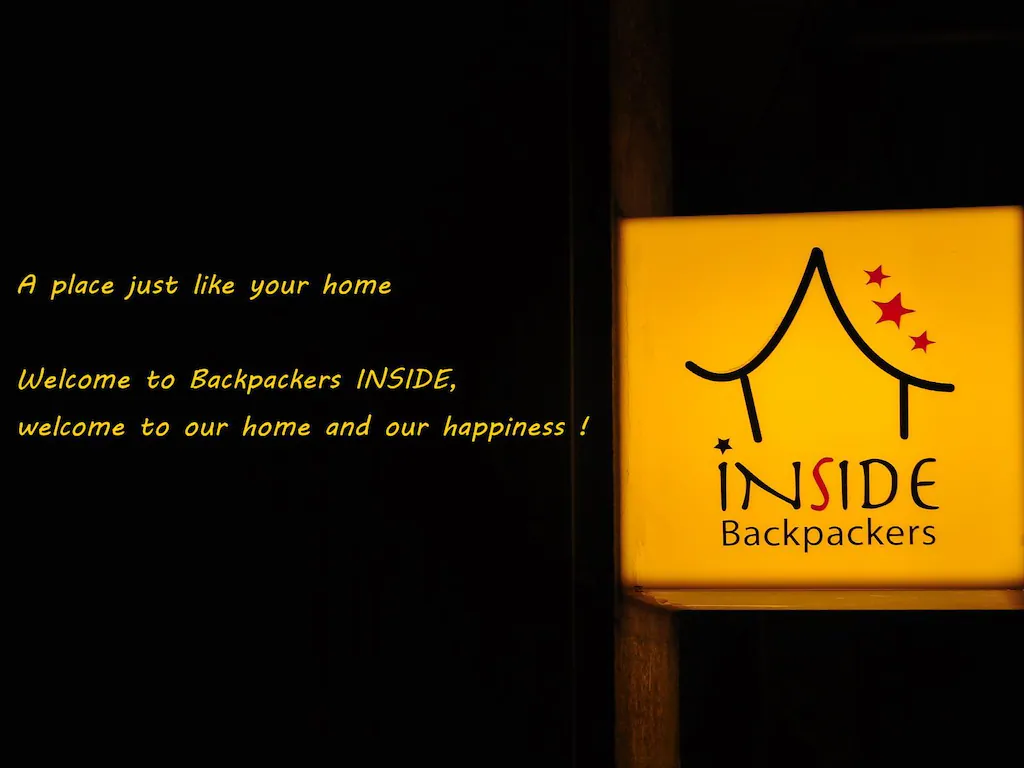 A place just like your home
Welcome to Backpackers INSIDE,
welcome to our home and our happiness !
iNSIDE
Backpackers